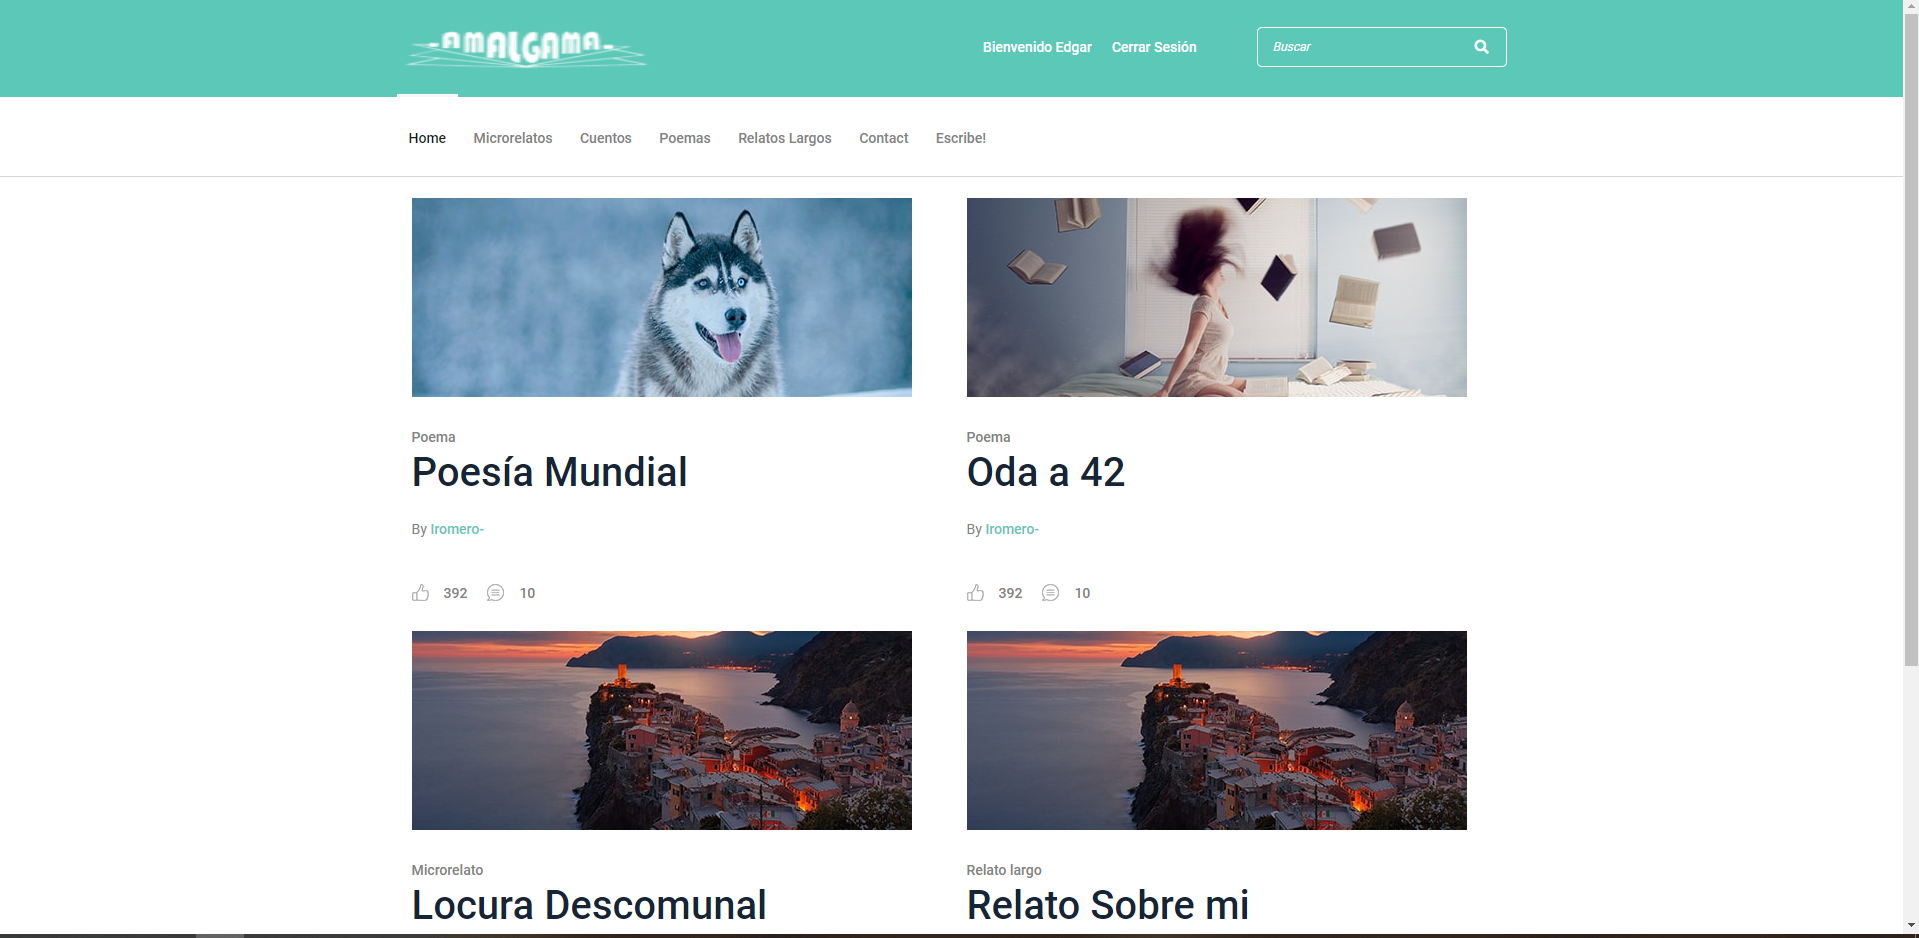 -AMALGAMA-
Bienvenido Edgar Cerrar Sesión Buscar
Home Microrelatos Cuentos Poemas Relatos Largos Contact Escribe!
Poema
Poesía Mundial
By Iromero-
392 10
Poema
Oda a 42
By Iromero-
392 10
Microrelato
Locura Descomunal
Relato largo
Relato Sobre mi